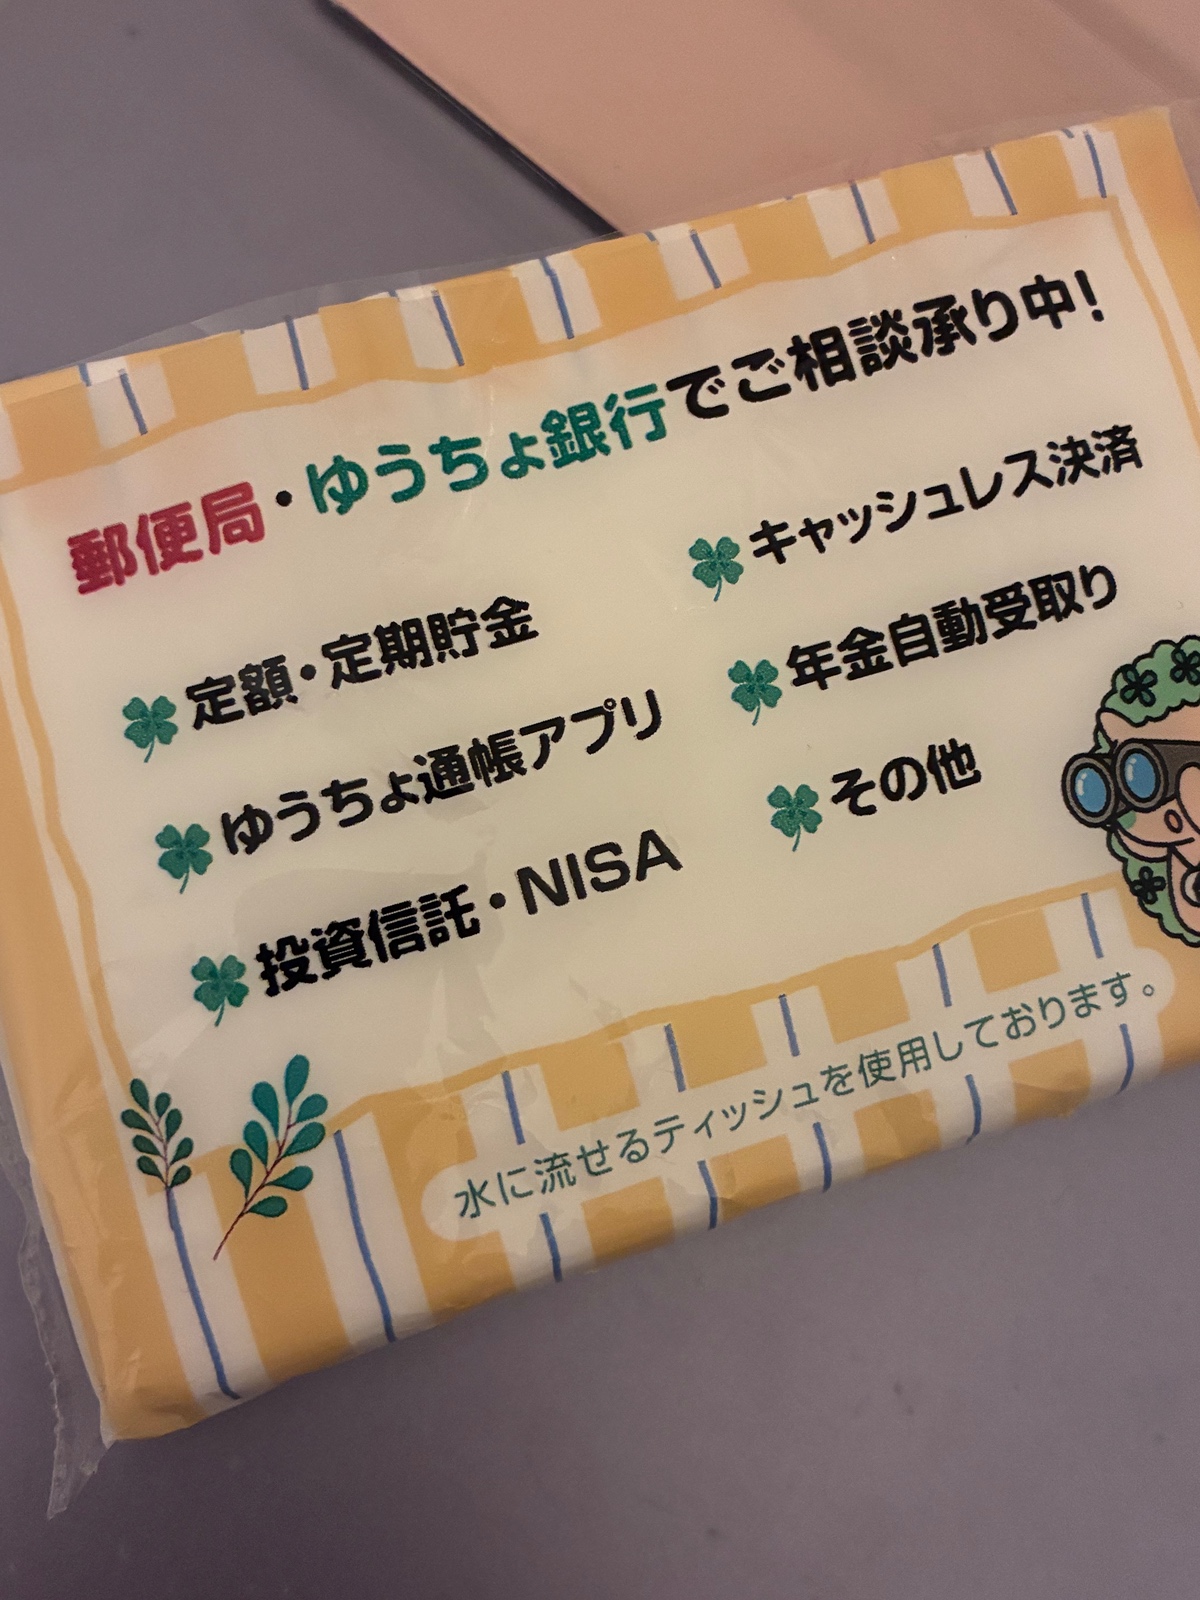 郵便局・ゆうちょ銀行でご相談承り中!
定額・定期貯金
ゆうちょ通帳アプリ
投資信託・NISA
キャッシュレス決済
年金自動受取り
その他
水に流せるティッシュを使用しております。